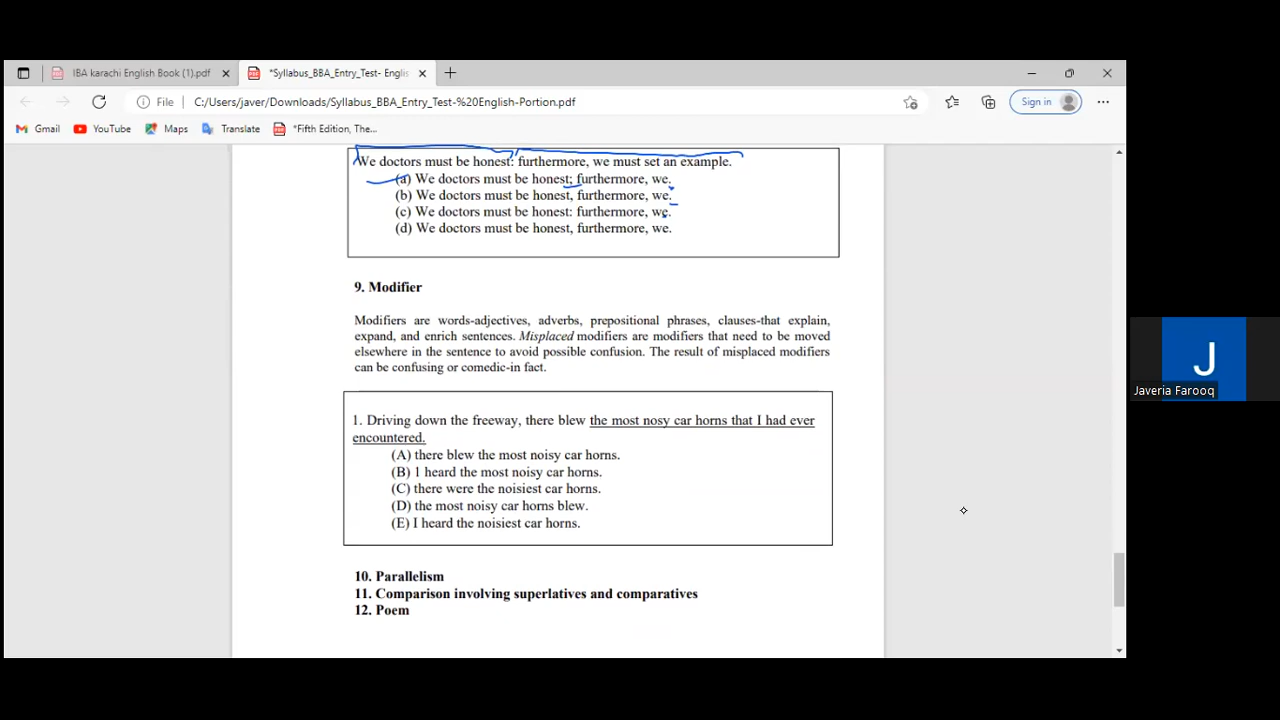 IBA karachi English Book (1).pdf
*Syllabus_BBA_Entry_Test- Englis
File C:/Users/javer/Downloads/Syllabus_BBA_Entry_Test-%20English-Portion.pdf
Sign in
Gmail YouTube Maps Translate *Fifth Edition, The...
We doctors must be honest: furthermore, we must set an example.
(a) We doctors must be honest; furthermore, we.
(b) We doctors must be honest, furthermore, we.
(c) We doctors must be honest: furthermore, we.
(d) We doctors must be honest, furthermore, we.
9. Modifier
Modifiers are words-adjectives, adverbs, prepositional phrases, clauses-that explain,
expand, and enrich sentences. Misplaced modifiers are modifiers that need to be moved
elsewhere in the sentence to avoid possible confusion. The result of misplaced modifiers
can be confusing or comedic-in fact.
1. Driving down the freeway, there blew the most nosy car horns that I had ever
encountered.
(A) there blew the most noisy car horns.
(B) 1 heard the most noisy car horns.
(C) there were the noisiest car horns.
(D) the most noisy car horns blew.
(E) I heard the noisiest car horns.
10. Parallelism
11. Comparison involving superlatives and comparatives
12. Poem
J
Javeria Farooq